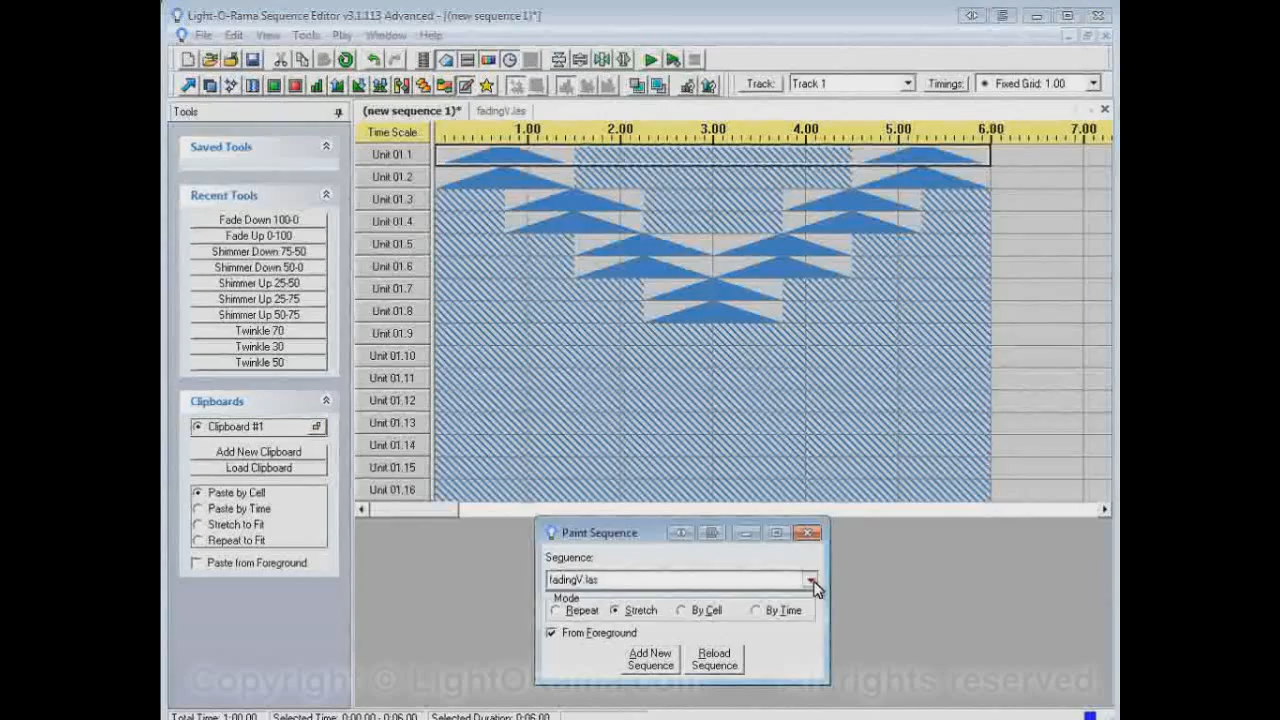 Light-O-Rama Sequence Editor v3.1.113 Advanced - [(new sequence 1)*]
File Edit View Tools Play Window Help
Track: Track 1 Timings: Fixed Grid: 1.00
Tools
(new sequence 1)* fadingV.las
Time Scale 1.00 2.00 3.00 4.00 5.00 6.00 7.00
Saved Tools
Recent Tools
Fade Down 100-0
Fade Up 0-100
Shimmer Down 75-50
Shimmer Down 50-0
Shimmer Up 25-50
Shimmer Up 25-75
Shimmer Up 50-75
Twinkle 70
Twinkle 30
Twinkle 50
Clipboards
Clipboard #1
Add New Clipboard
Load Clipboard
Paste by Cell
Paste by Time
Stretch to Fit
Repeat to Fit
Paste from Foreground
Unit 01.1
Unit 01.2
Unit 01.3
Unit 01.4
Unit 01.5
Unit 01.6
Unit 01.7
Unit 01.8
Unit 01.9
Unit 01.10
Unit 01.11
Unit 01.12
Unit 01.13
Unit 01.14
Unit 01.15
Unit 01.16
Paint Sequence
Sequence:
fadingV.las
Mode
Repeat Stretch By Cell By Time
From Foreground
Add New Sequence
Reload Sequence
Copyright © LightORama.com rights reserved.
Total Time: 1:00.00 Selected Time: 0:00.00 - 0:06.00 Selected Duration: 0:06.00